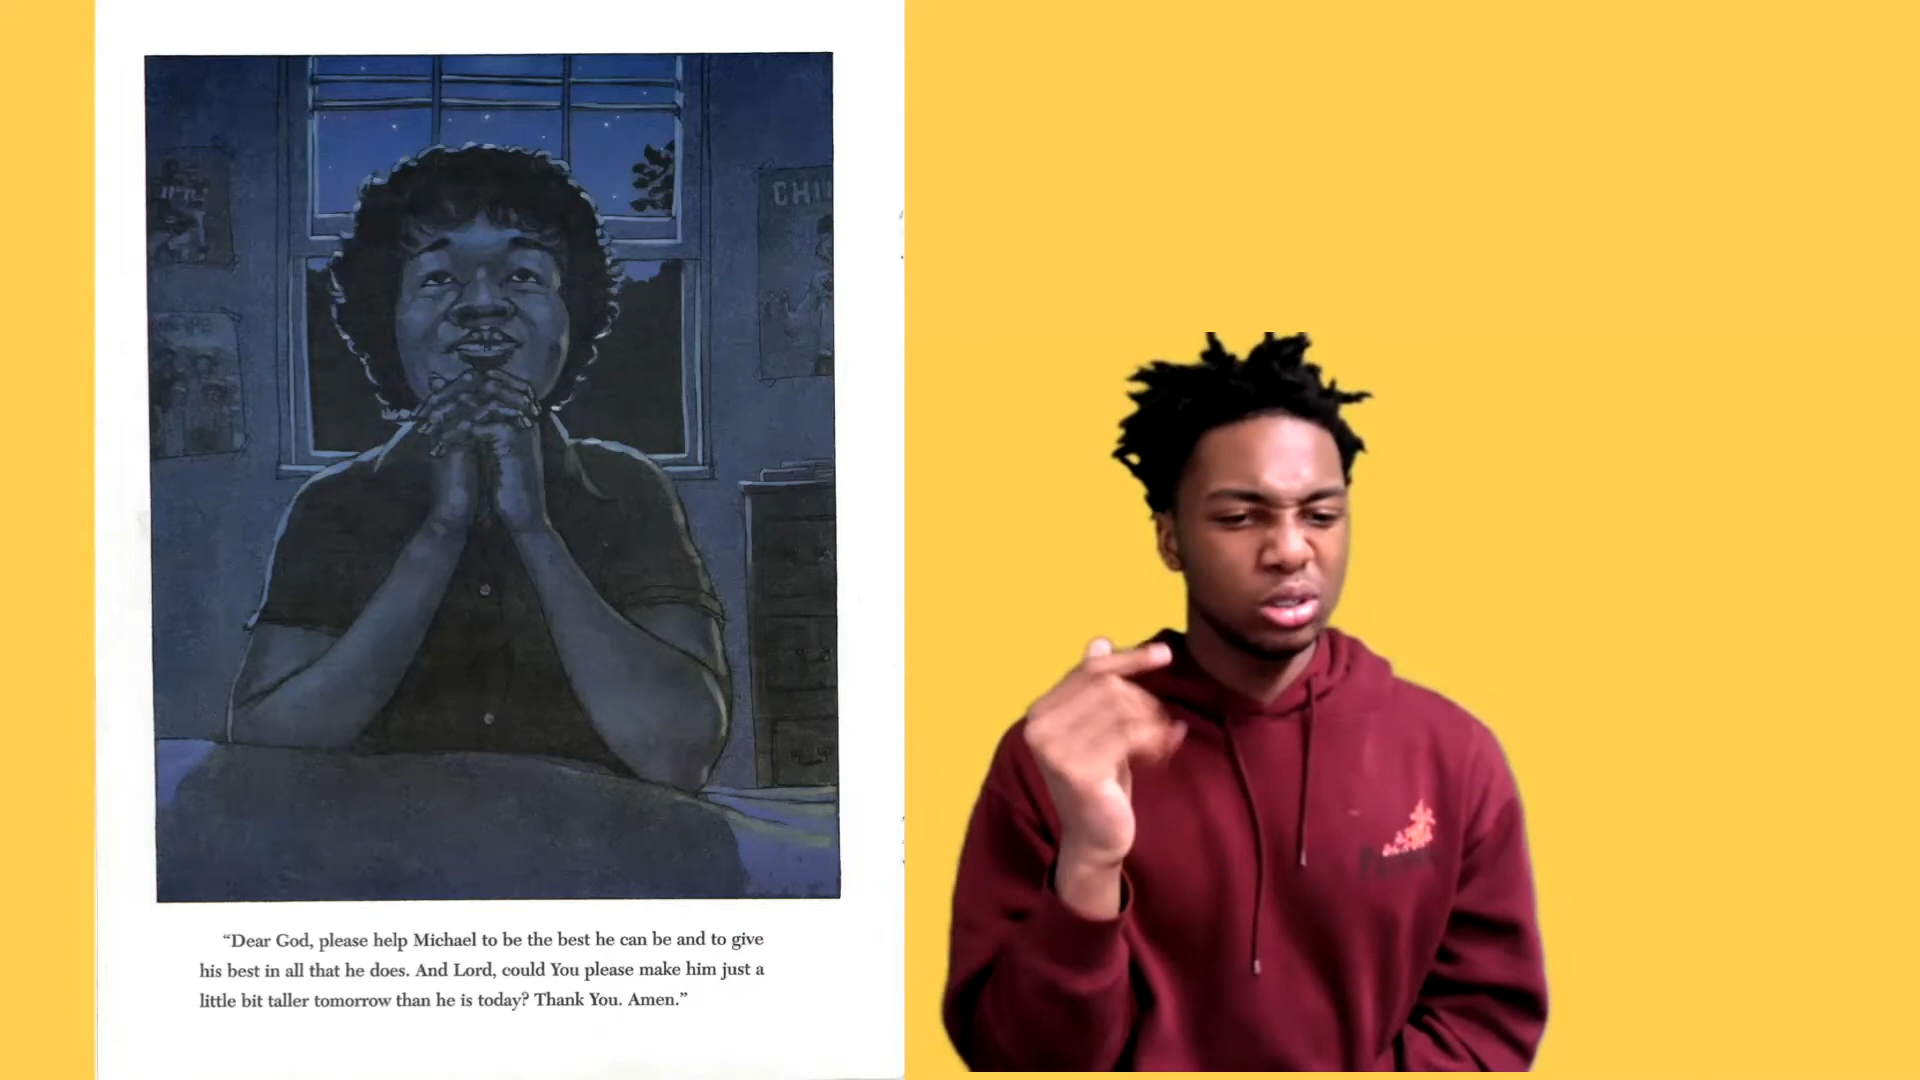 CHI
“Dear God, please help Michael to be the best he can be and to give
his best in all that he does. And Lord, could You please make him just a
little bit taller tomorrow than he is today? Thank You. Amen.”